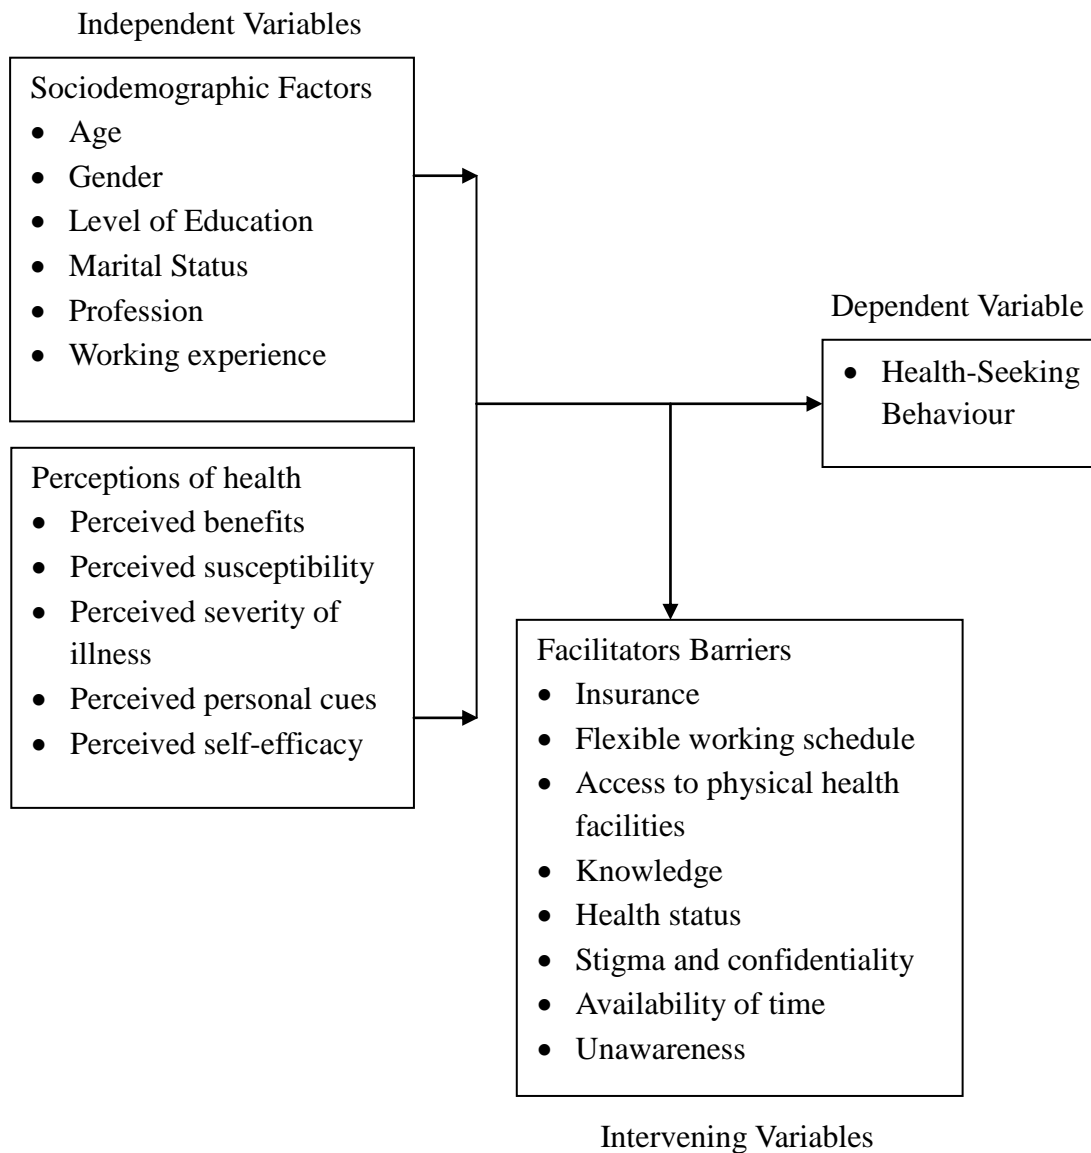 Independent Variables
Sociodemographic Factors
• Age
• Gender
• Level of Education
• Marital Status
• Profession
• Working experience
Perceptions of health
• Perceived benefits
• Perceived susceptibility
• Perceived severity of
illness
• Perceived personal cues
• Perceived self-efficacy
Dependent Variable
• Health-Seeking
Behaviour
Facilitators Barriers
• Insurance
• Flexible working schedule
• Access to physical health
facilities
• Knowledge
• Health status
• Stigma and confidentiality
• Availability of time
• Unawareness
Intervening Variables